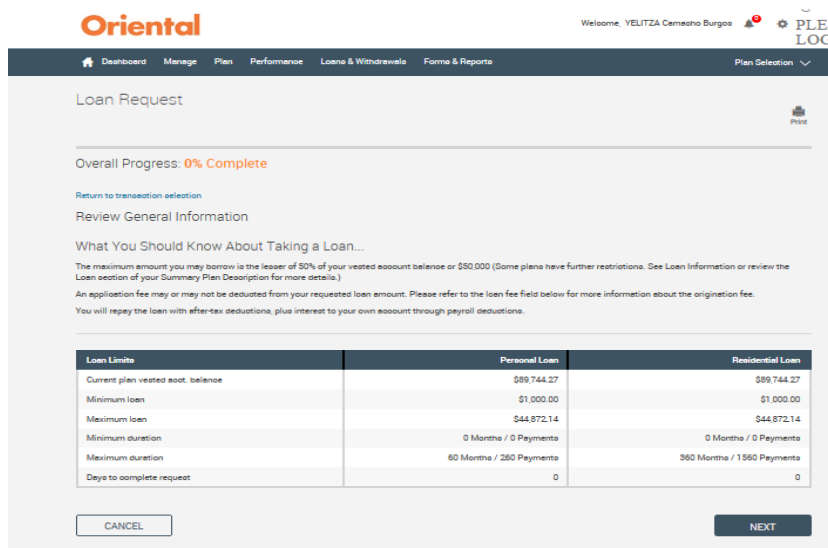 Oriental
Welcome, YELITZA Camacho Burgos
PLE
LOG
Dashboard Manage Plan Performance Loans & Withdrawals Forms & Reports Plan Selection
Loan Request
Print
Overall Progress: 0% Complete
Return to transaction selection
Review General Information
What You Should Know About Taking a Loan...
The maximum amount you may borrow is the lesser of 50% of your vested account balance or $50,000 (Some plans have further restrictions. See Loan Information or review the
Loan section of your Summary Plan Description for more details.)
An application fee may or may not be deducted from your requested loan amount. Please refer to the loan fee field below for more information about the origination fee.
You will repay the loan with after-tax deductions, plus interest to your own account through payroll deductions.
Loan Limits Personal Loan Residential Loan
Current plan vested acct. balance $89,744.27 $89,744.27
Minimum loan $1,000.00 $1,000.00
Maximum loan $44,872.14 $44,872.14
Minimum duration 0 Months / 0 Payments 0 Months / 0 Payments
Maximum duration 60 Months / 260 Payments 360 Months / 1560 Payments
Days to complete request 0 0
CANCEL NEXT